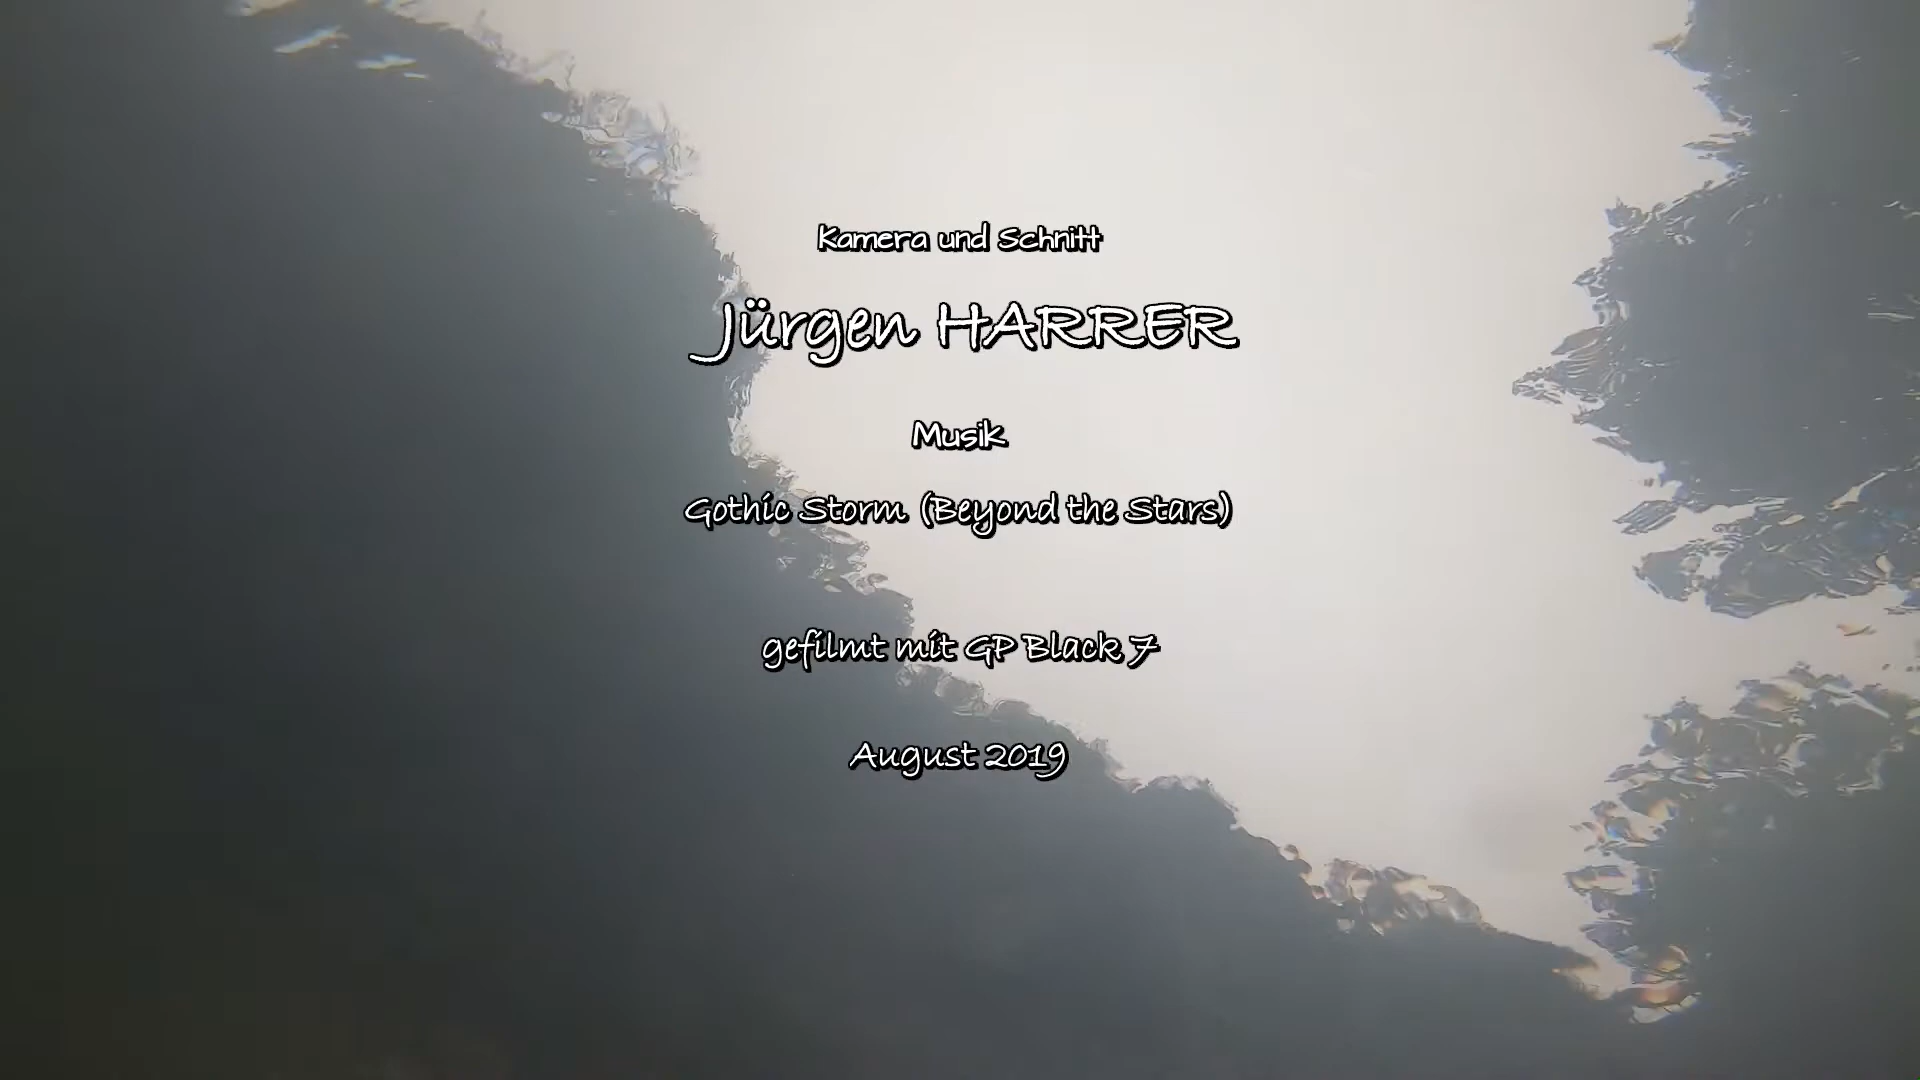 Kamera und Schnitt
Jürgen HARRER
Musik
Gothic Storm (Beyond the Stars)
gefilmt mit GP Black 7
August 2019